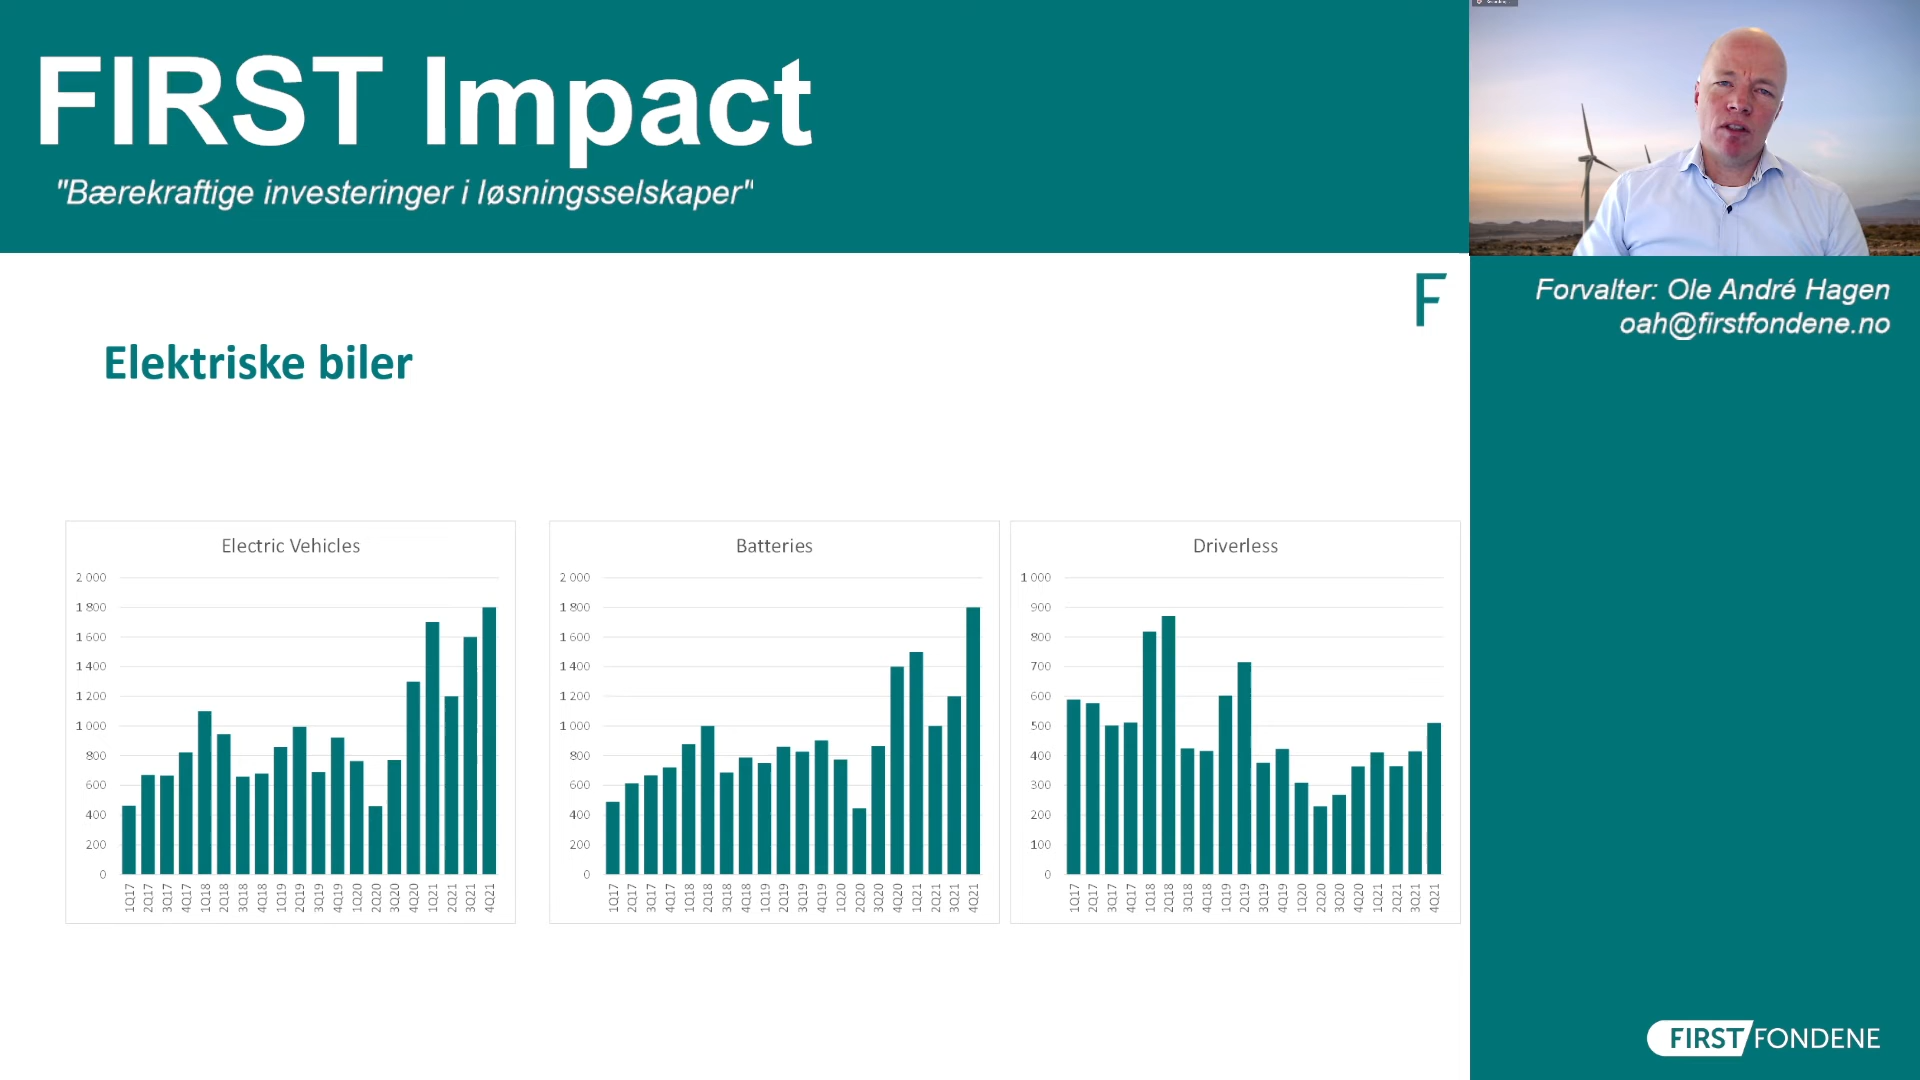 FIRST Impact
"Bærekraftige investeringer i løsningsselskaper"
Forvalter: Ole André Hagen
oah@firstfondene.no
F
Elektriske biler
Electric Vehicles
2 000
1 800
1 600
1 400
1 200
1 000
800
600
400
200
0
1Q17 2Q17 3Q17 4Q17 1Q18 2Q18 3Q18 4Q18 1Q19 2Q19 3Q19 4Q19 1Q20 2Q20 3Q20 4Q20 1Q21 2Q21 3Q21 4Q21
Batteries
2 000
1 800
1 600
1 400
1 200
1 000
800
600
400
200
0
1Q17 2Q17 3Q17 4Q17 1Q18 2Q18 3Q18 4Q18 1Q19 2Q19 3Q19 4Q19 1Q20 2Q20 3Q20 4Q20 1Q21 2Q21 3Q21 4Q21
Driverless
1 000
900
800
700
600
500
400
300
200
100
0
1Q17 2Q17 3Q17 4Q17 1Q18 2Q18 3Q18 4Q18 1Q19 2Q19 3Q19 4Q19 1Q20 2Q20 3Q20 4Q20 1Q21 2Q21 3Q21 4Q21
FIRST FONDENE